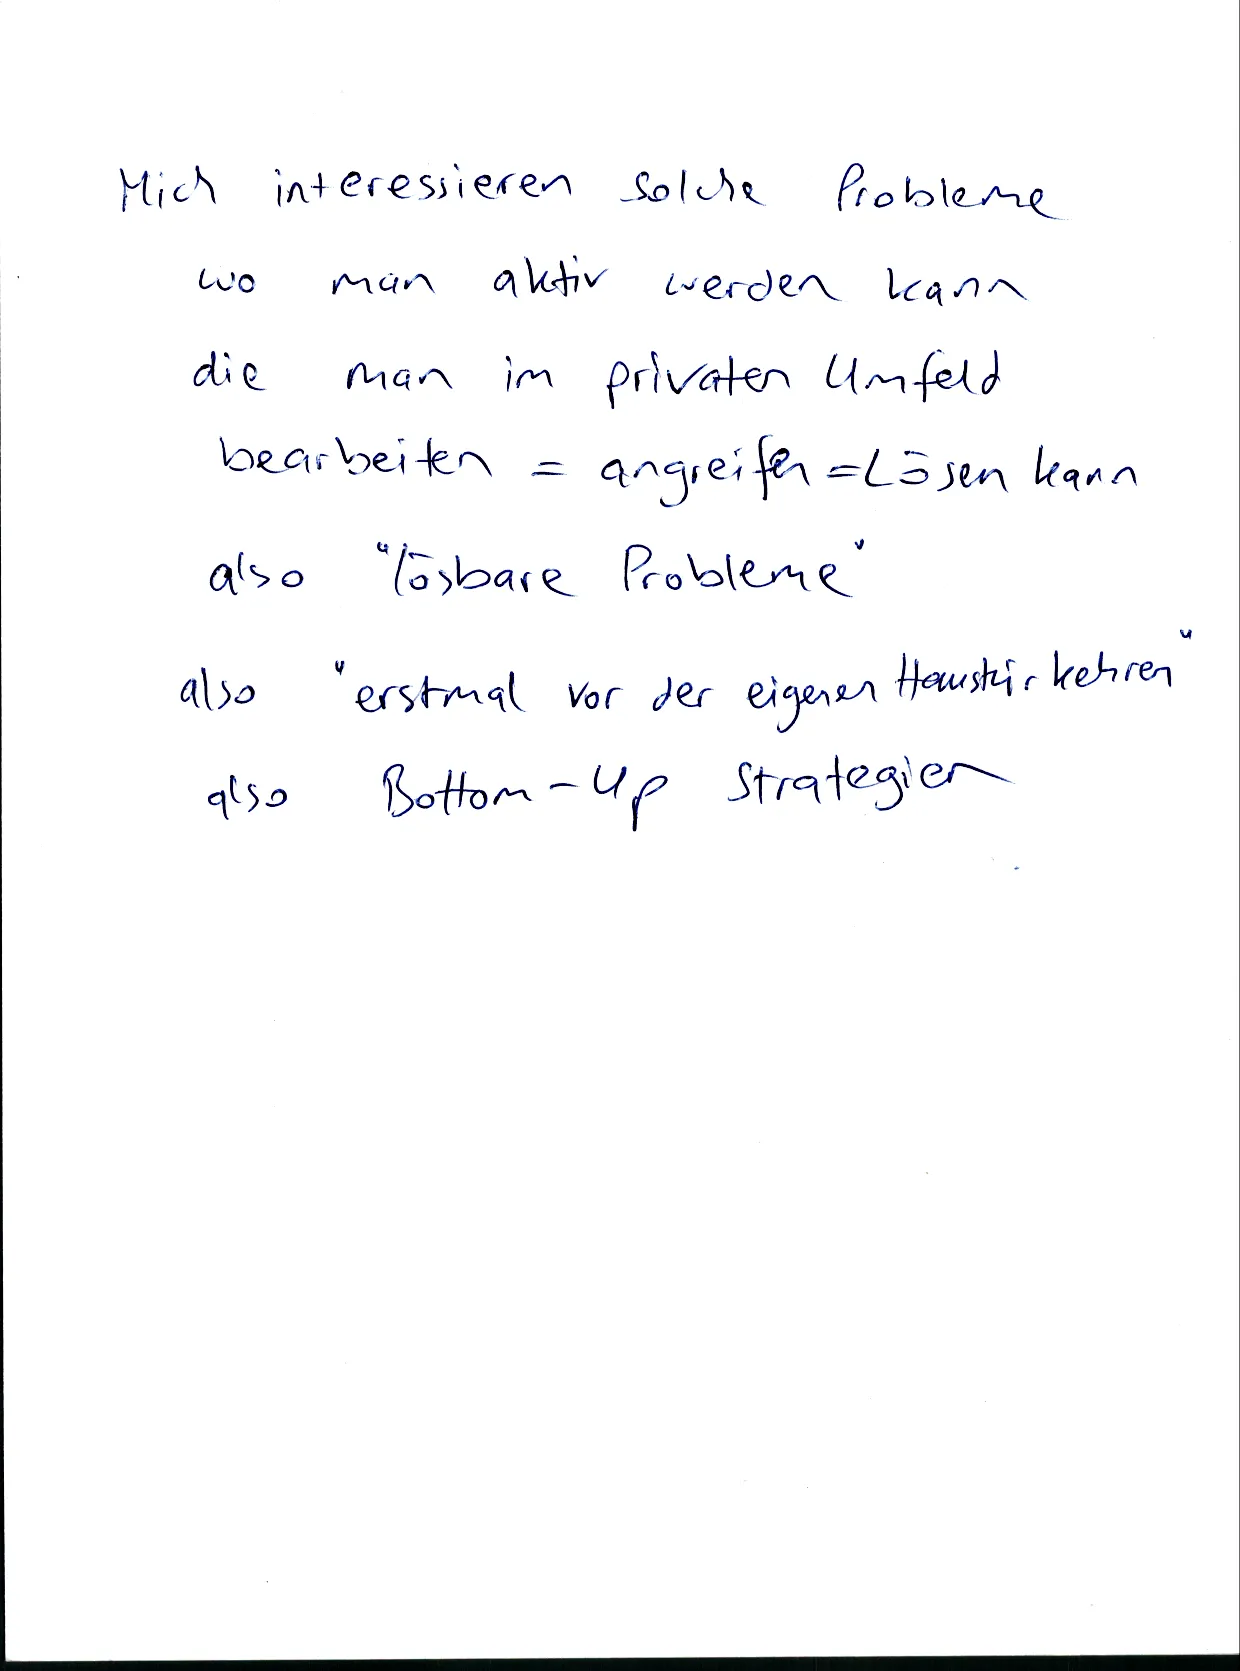 Mich interessieren solche Probleme
wo man aktiv werden kann
die man im privaten Umfeld
bearbeiten = angreifen = Lösen kann
also "lösbare Probleme"
also "erstmal vor der eigenen Haustür kehren"
also Bottom-Up Strategien